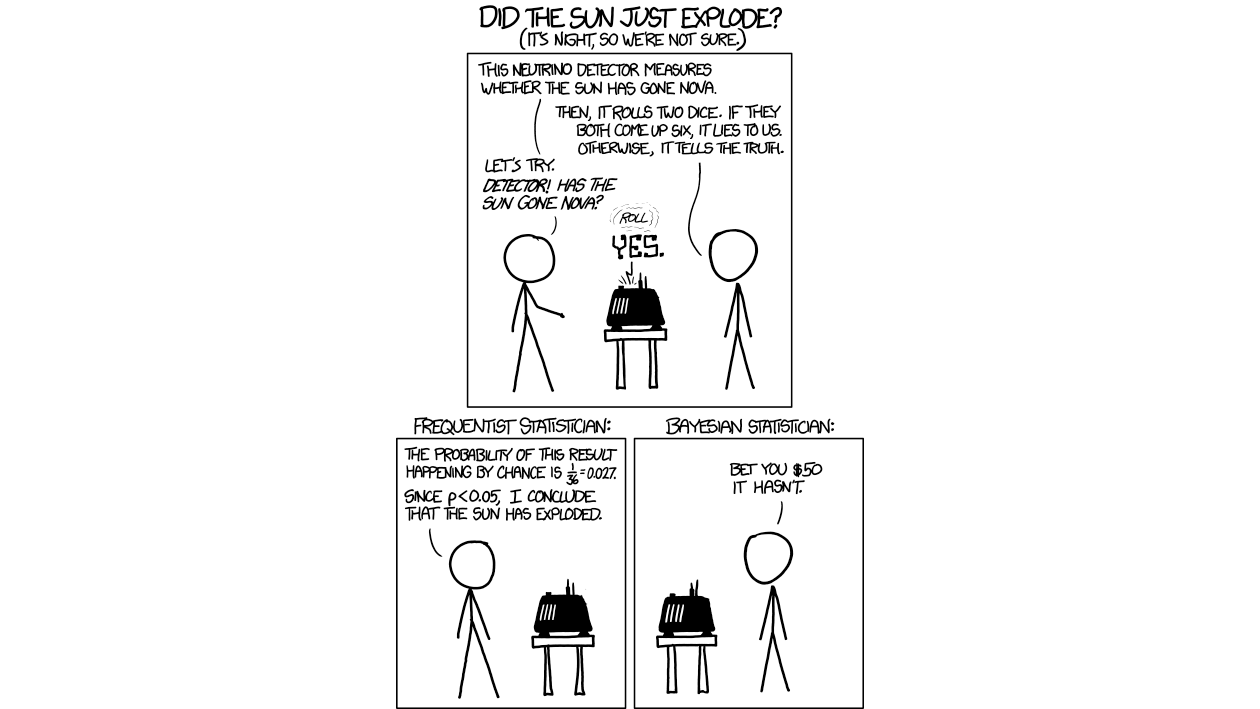 DID THE SUN JUST EXPLODE?
(IT'S NIGHT, SO WE'RE NOT SURE.)
THIS NEUTRINO DETECTOR MEASURES
WHETHER THE SUN HAS GONE NOVA.
THEN, IT ROLLS TWO DICE. IF THEY
BOTH COME UP SIX, IT LIES TO US.
OTHERWISE, IT TELLS THE TRUTH.
LET'S TRY.
DETECTOR! HAS THE
SUN GONE NOVA?
(ROLL)
YES.
FREQUENTIST STATISTICIAN:
THE PROBABILITY OF THIS RESULT
HAPPENING BY CHANCE IS 1/36=0.027.
SINCE p<0.05, I CONCLUDE
THAT THE SUN HAS EXPLODED.
BAYESIAN STATISTICIAN:
BET YOU $50
IT HASN'T.